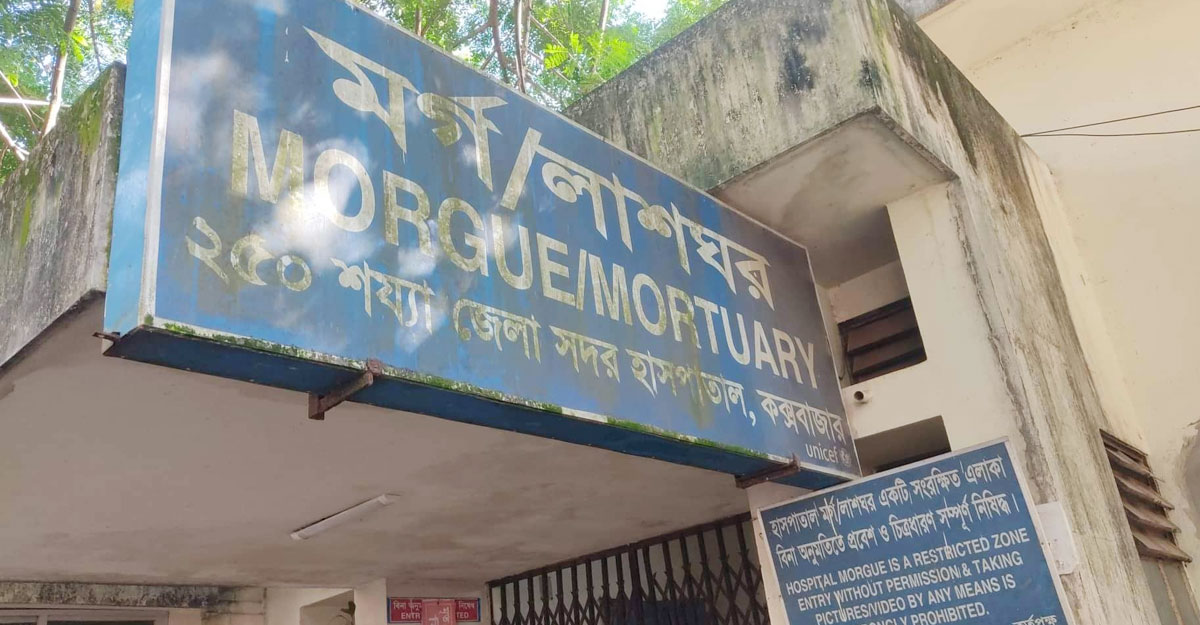 মর্গ/লাশঘর
MORGUE/MORTUARY
২৫০ শয্যা জেলা সদর হাসপাতাল, কক্সবাজার
unicef
হাসপাতাল মর্গ/লাশঘর একটি সংরক্ষিত এলাকা
বিনা অনুমতিতে প্রবেশ ও চিত্রধারণ সম্পূর্ণ নিষিদ্ধ।
HOSPITAL MORGUE IS A RESTRICTED ZONE
ENTRY WITHOUT PERMISSION & TAKING
PICTURES/VIDEO BY ANY MEANS IS
PROHIBITED.
বিনা